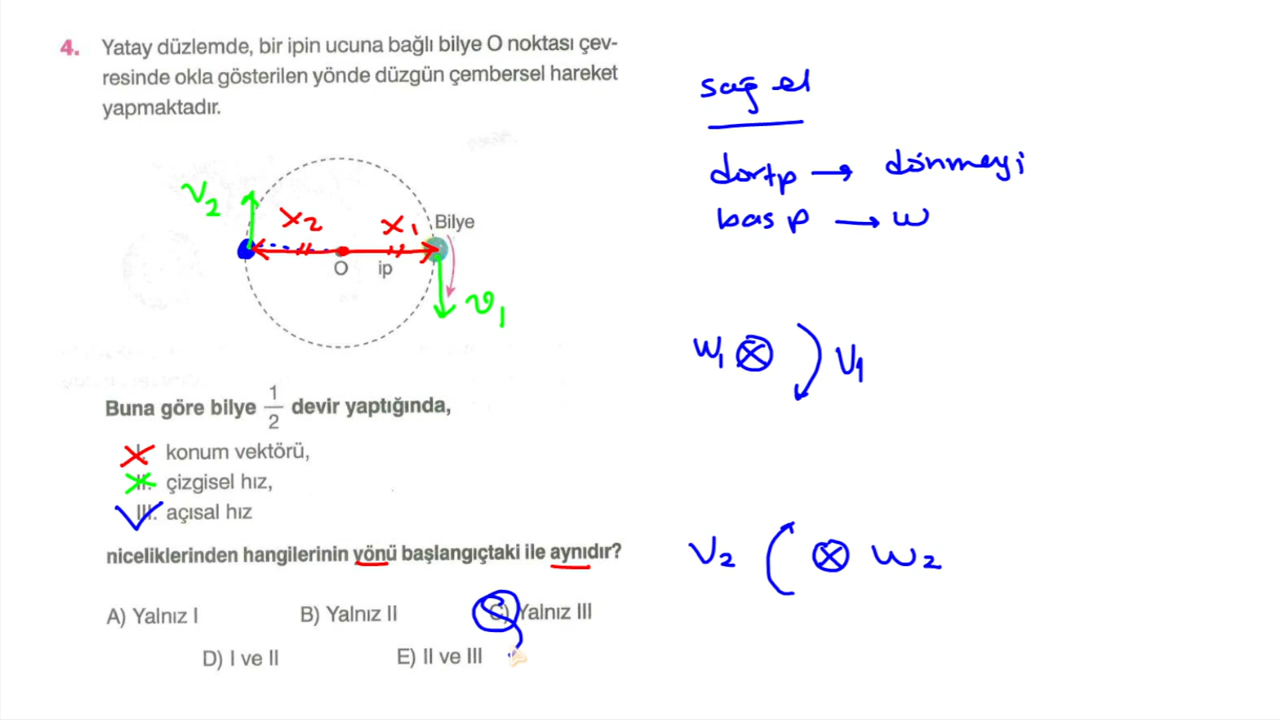 4. Yatay düzlemde, bir ipin ucuna bağlı bilye O noktası çev-
resinde okla gösterilen yönde düzgün çembersel hareket
yapmaktadır.
V2
X2
X1
Bilye
O
ip
V1
Buna göre bilye 1/2 devir yaptığında,
I. konum vektörü,
II. çizgisel hız,
III. açısal hız
niceliklerinden hangilerinin yönü başlangıçtaki ile aynıdır?
A) Yalnız I B) Yalnız II C) Yalnız III
D) I ve II E) II ve III
sağ el
dörtp → dönmeyi
baş p → w
w1 ⊗ V1
V2 ⊗ w2